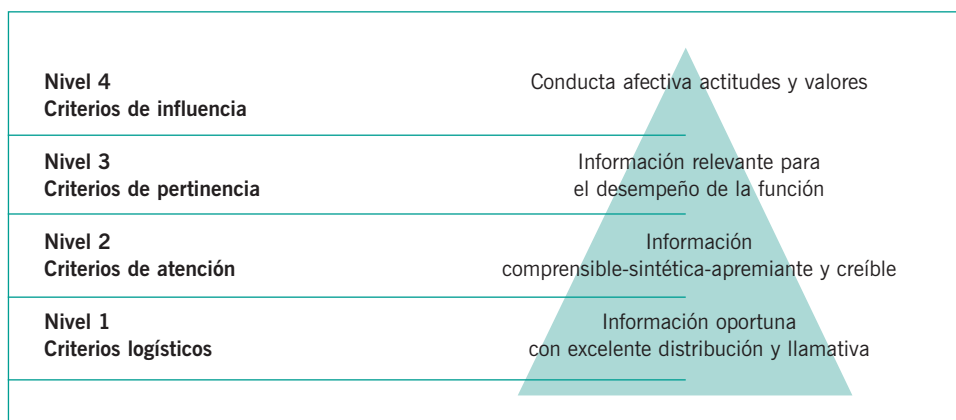 Nivel 4
Criterios de influencia
Conducta afectiva actitudes y valores
Nivel 3
Criterios de pertinencia
Información relevante para
el desempeño de la función
Nivel 2
Criterios de atención
Información
comprensible-sintética-apremiante y creíble
Nivel 1
Criterios logísticos
Información oportuna
con excelente distribución y llamativa